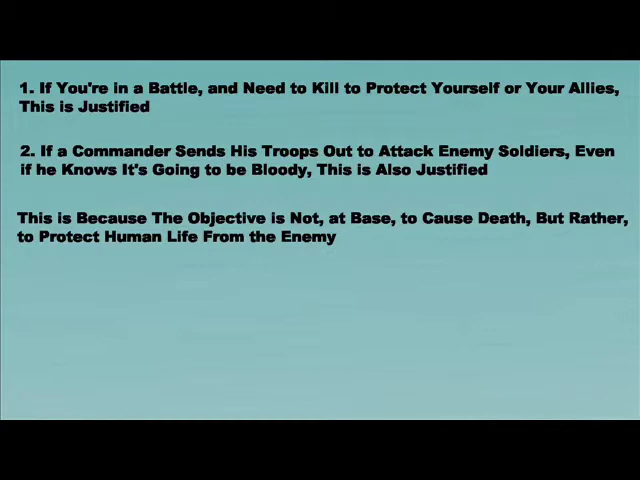 1. If You're in a Battle, and Need to Kill to Protect Yourself or Your Allies,
This is Justified
2. If a Commander Sends His Troops Out to Attack Enemy Soldiers, Even
if he Knows It's Going to be Bloody, This is Also Justified
This is Because The Objective is Not, at Base, to Cause Death, But Rather,
to Protect Human Life From the Enemy